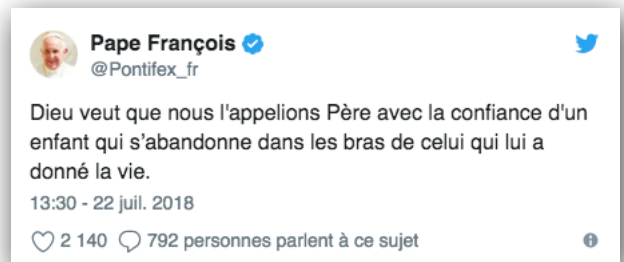 Pape François
@Pontifex_fr
Dieu veut que nous l'appelions Père avec la confiance d'un
enfant qui s’abandonne dans les bras de celui qui lui a
donné la vie.
13:30 - 22 juil. 2018
2 140 792 personnes parlent à ce sujet